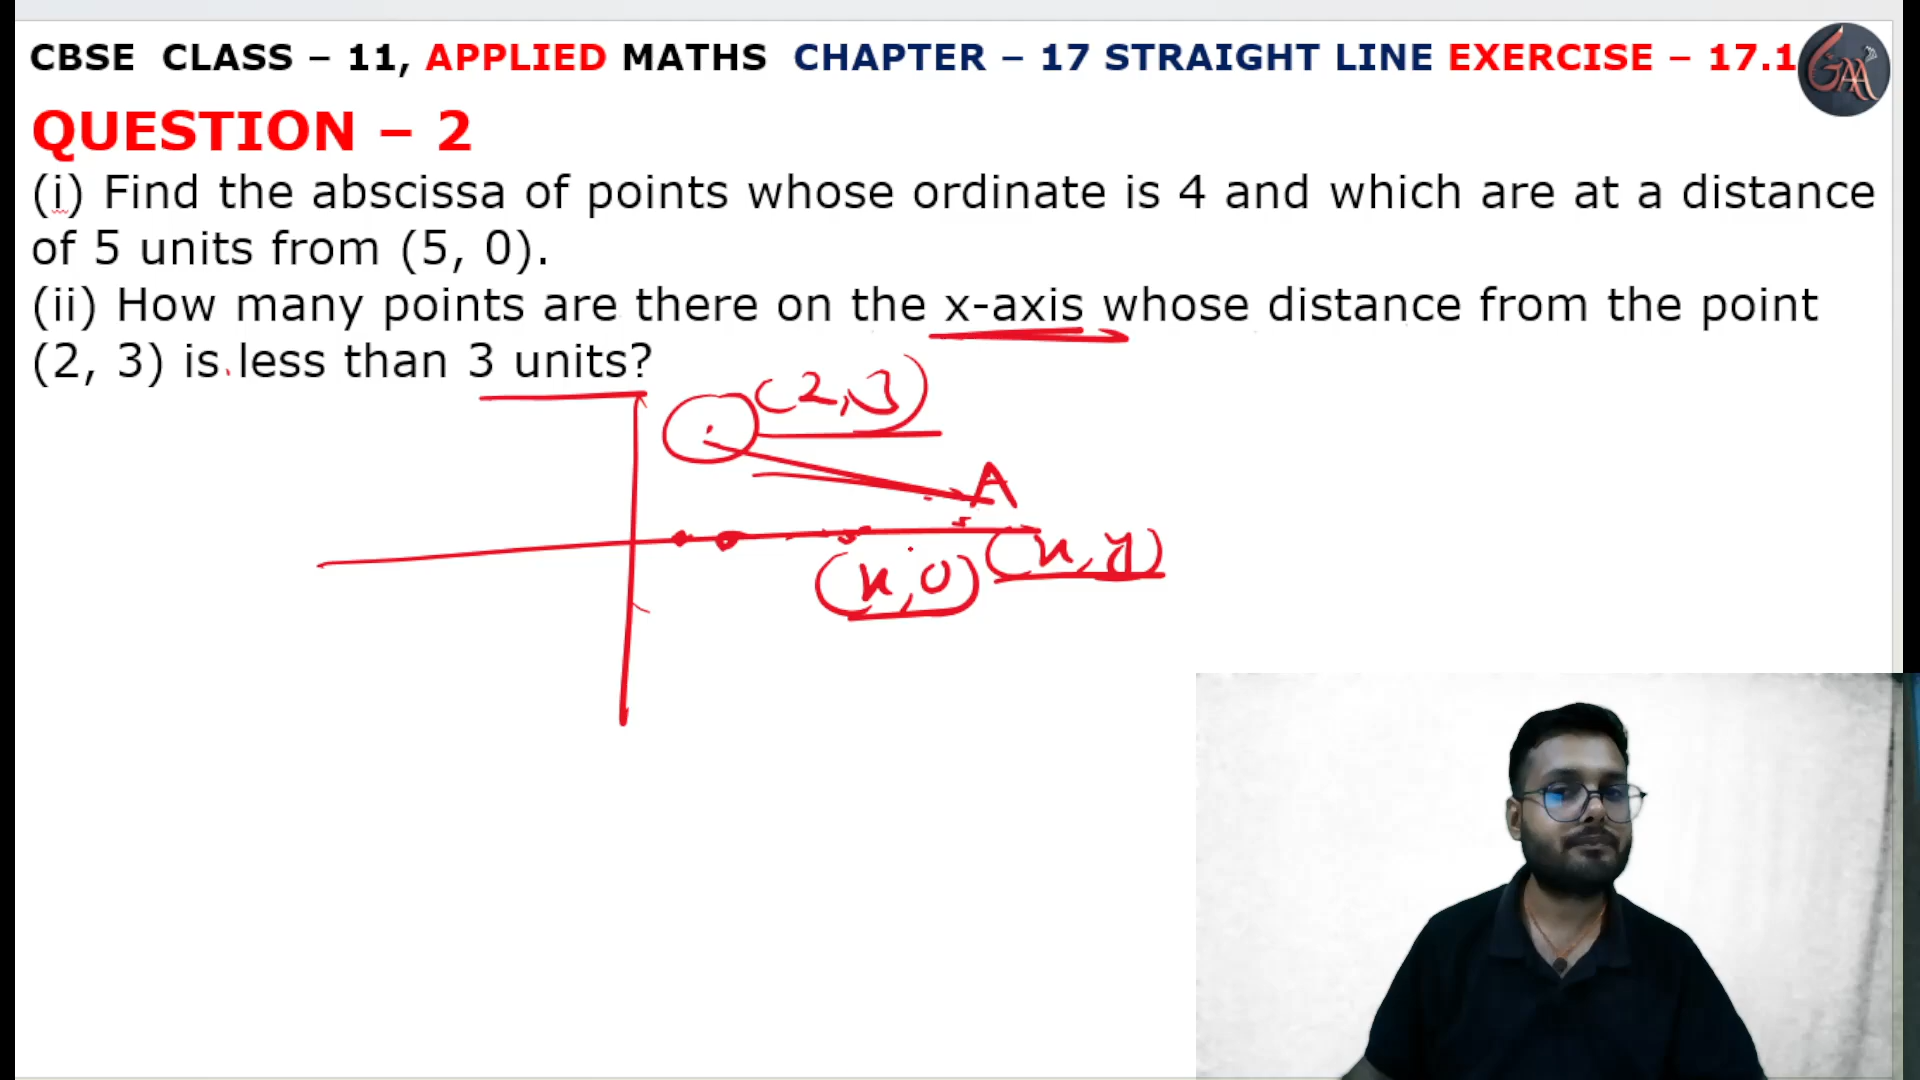 CBSE CLASS – 11, APPLIED MATHS CHAPTER – 17 STRAIGHT LINE EXERCISE – 17.1
GAA
QUESTION – 2
(i) Find the abscissa of points whose ordinate is 4 and which are at a distance
of 5 units from (5, 0).
(ii) How many points are there on the x-axis whose distance from the point
(2, 3) is less than 3 units?
(2,3)
A
(x,0) (x,y)